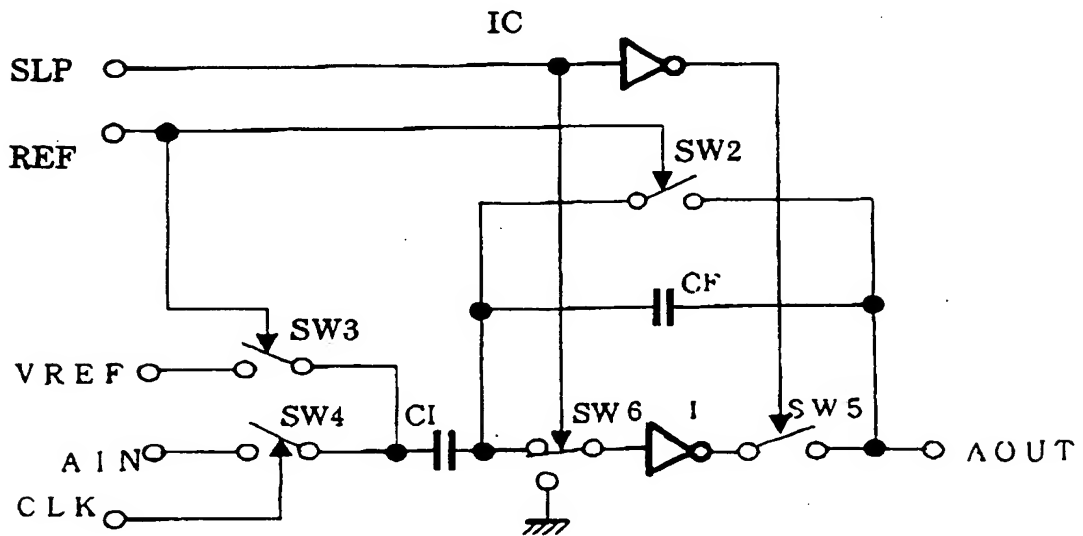 IC
SLP
REF
SW2
CF
SW3
VREF
SW4
CI
SW6
I
SW5
AIN
AOUT
CLK